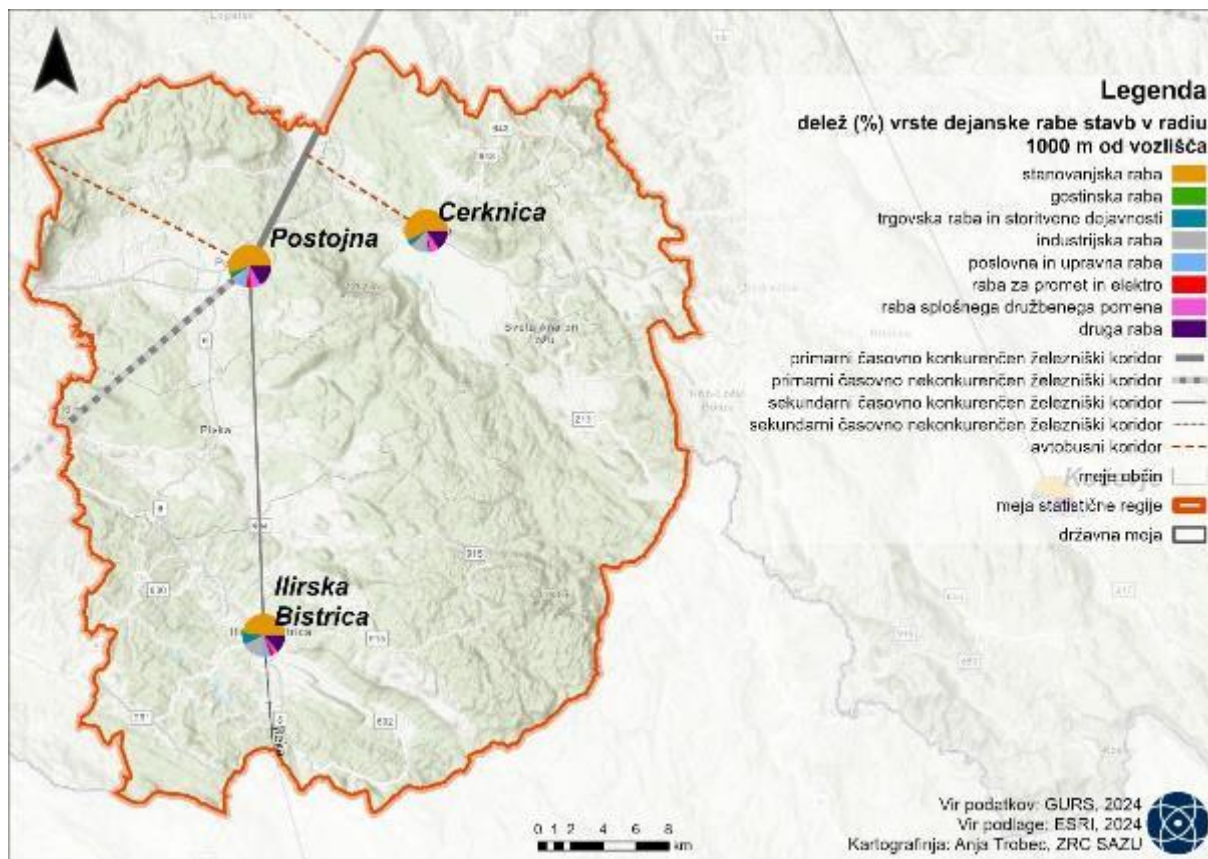 Legenda
delež (%) vrste dejanske rabe stavb v radiu
1000 m od vozlišča
stanovanjska raba
gostinska raba
trgovska raba in storitvene dejavnosti
industrijska raba
poslovna in upravna raba
raba za promet in elektro
raba splošnega družbenega pomena
druga raba
primarni časovno konkurenčen železniški koridor
primarni časovno nekonkurenčen železniški koridor
sekundarni časovno konkurenčen železniški koridor
sekundarni časovno nekonkurenčen železniški koridor
avtobusni koridor
meje občin
meja statistične regije
državna meja
Cerknica
Postojna
Pivka
213
915
Ilirska
Bistrica
0 1 2 4 6 8
km
Vir podatkov: GURS, 2024
Vir podlage: ESRI, 2024
Kartografinja: Anja Trobec, ZRC SAZU